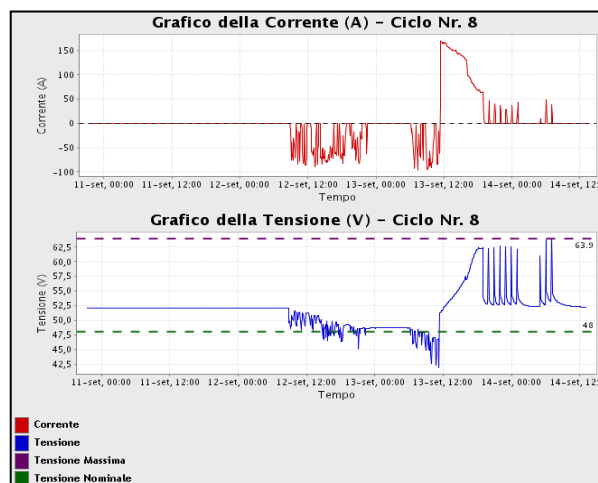 Grafico della Corrente (A) – Ciclo Nr. 8
Corrente (A)
150
100
50
0
-50
-100
11-set, 00:00 11-set, 12:00 12-set, 00:00 12-set, 12:00 13-set, 00:00 13-set, 12:00 14-set, 00:00 14-set, 12:
Tempo
Grafico della Tensione (V) – Ciclo Nr. 8
Tensione (V)
62,5
60,0
57,5
55,0
52,5
50,0
47,5
45,0
42,5
63.9
48
11-set, 00:00 11-set, 12:00 12-set, 00:00 12-set, 12:00 13-set, 00:00 13-set, 12:00 14-set, 00:00 14-set, 12:
Tempo
Corrente
Tensione
Tensione Massima
Tensione Nominale